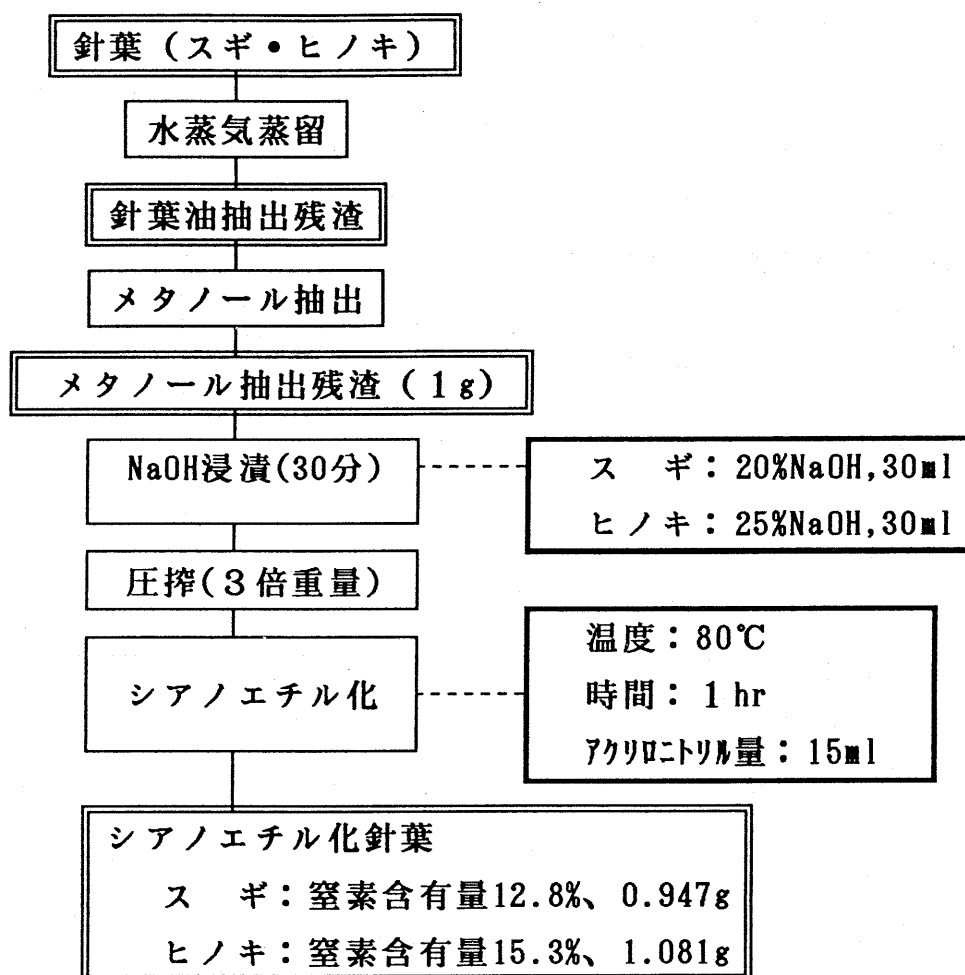 針葉（スギ・ヒノキ）
水蒸気蒸留
針葉油抽出残渣
メタノール抽出
メタノール抽出残渣（1g）
NaOH浸漬(30分)
ス　ギ：20%NaOH,30ml
ヒノキ：25%NaOH,30ml
圧搾(３倍重量)
シアノエチル化
温度：80℃
時間：1hr
ｱｸﾘﾛﾆﾄﾘﾙ量：15ml
シアノエチル化針葉
ス　ギ：窒素含有量12.8%、0.947g
ヒノキ：窒素含有量15.3%、1.081g